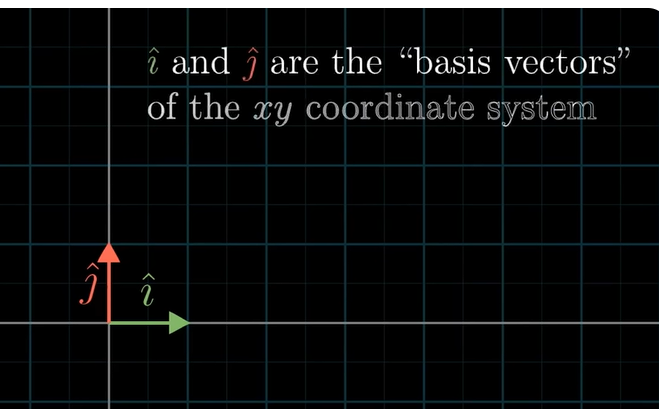 î and ĵ are the “basis vectors”
of the xy coordinate system
ĵ
î